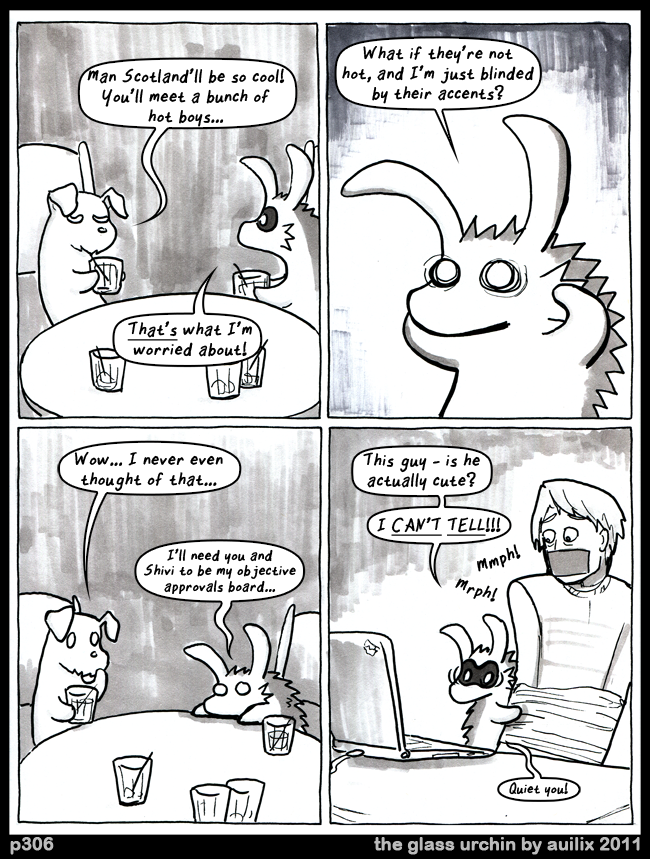 Man Scotland'll be so cool!
You'll meet a bunch of
hot boys...
That's what I'm
worried about!
What if they're not
hot, and I'm just blinded
by their accents?
Wow... I never even
thought of that...
I'll need you and
Shivi to be my objective
approvals board...
This guy - is he
actually cute?
I CAN'T TELL!!!
Mmph!
Mrph!
Quiet you!
p306
the glass urchin by auilix 2011